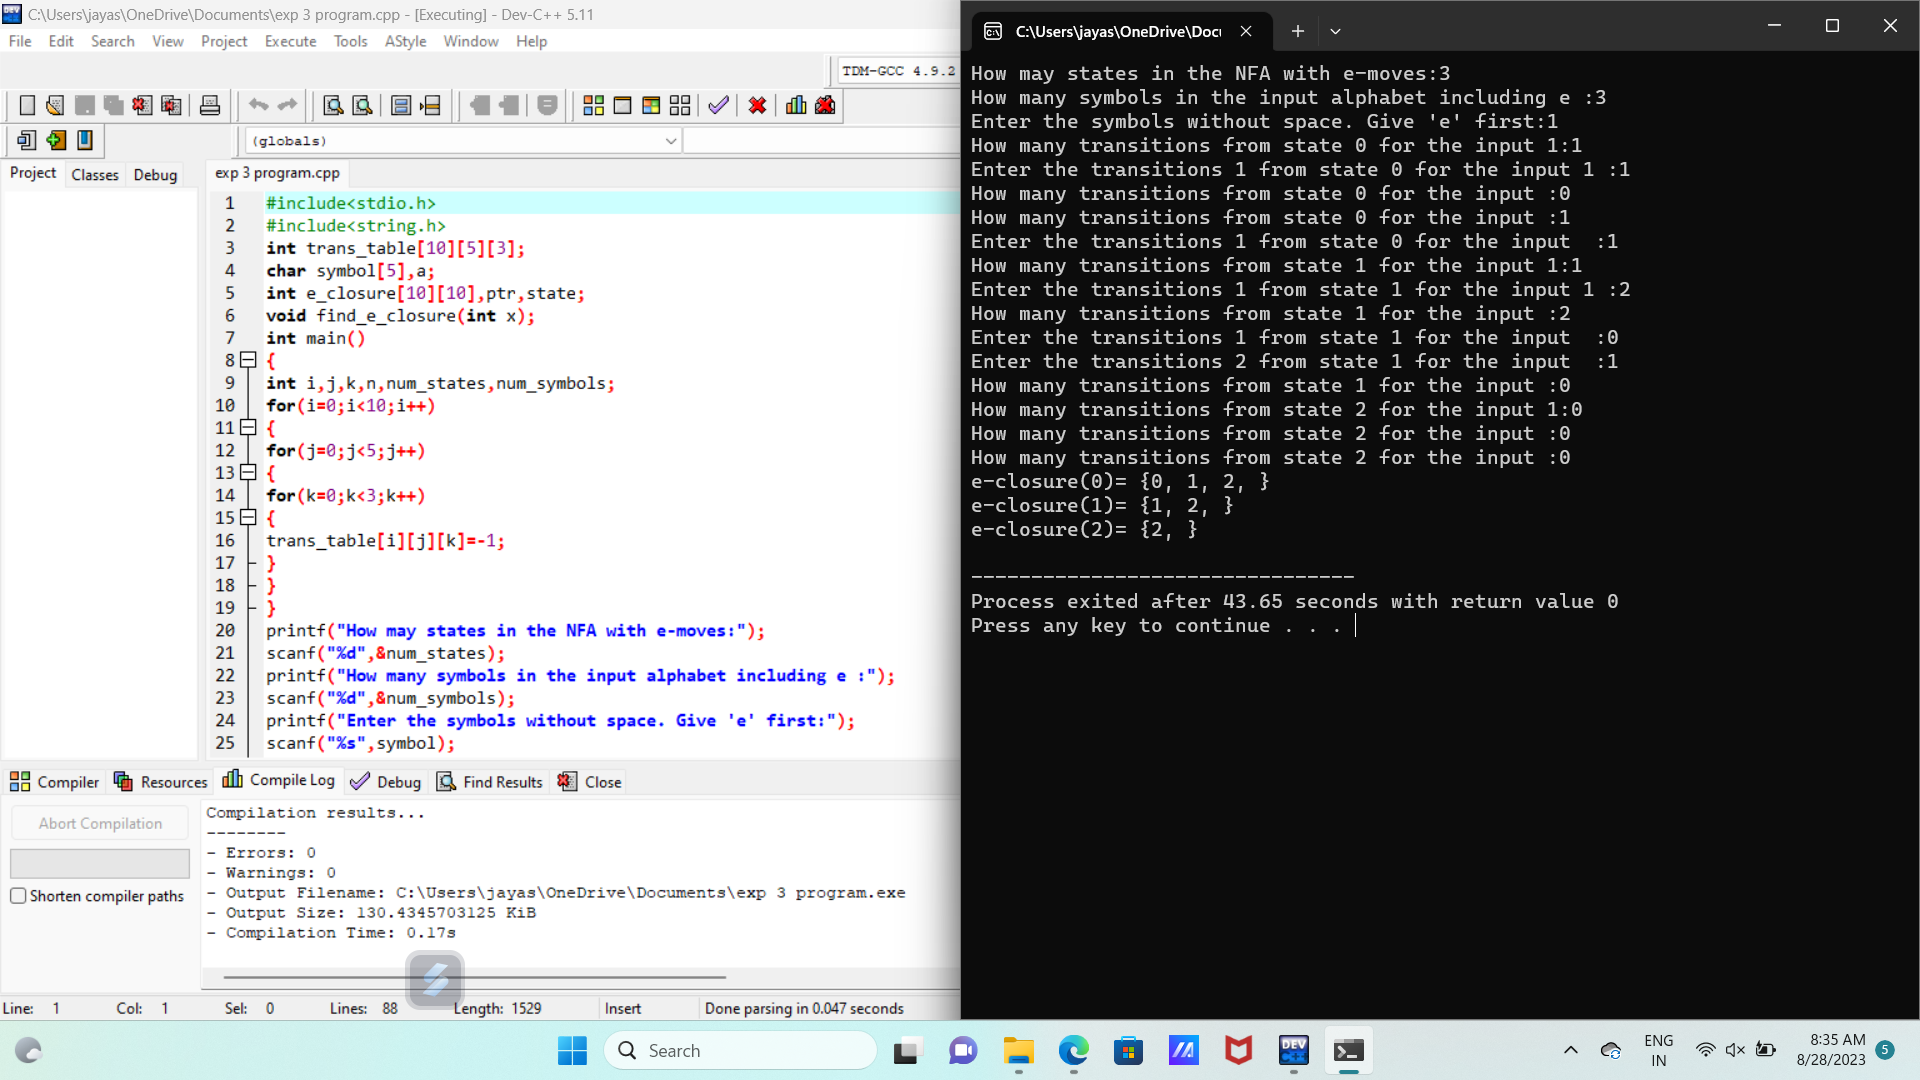 C:\Users\jayas\OneDrive\Documents\exp 3 program.cpp - [Executing] - Dev-C++ 5.11
File Edit Search View Project Execute Tools AStyle Window Help
TDM-GCC 4.9.2
(globals)
Project Classes Debug
exp 3 program.cpp
1 #include<stdio.h>
2 #include<string.h>
3 int trans_table[10][5][3];
4 char symbol[5],a;
5 int e_closure[10][10],ptr,state;
6 void find_e_closure(int x);
7 int main()
8 {
9 int i,j,k,n,num_states,num_symbols;
10 for(i=0;i<10;i++)
11 {
12 for(j=0;j<5;j++)
13 {
14 for(k=0;k<3;k++)
15 {
16 trans_table[i][j][k]=-1;
17 }
18 }
19 }
20 printf("How may states in the NFA with e-moves:");
21 scanf("%d",&num_states);
22 printf("How many symbols in the input alphabet including e :");
23 scanf("%d",&num_symbols);
24 printf("Enter the symbols without space. Give 'e' first:");
25 scanf("%s",symbol);
Compiler Resources Compile Log Debug Find Results Close
Abort Compilation
Shorten compiler paths
Compilation results...
--------
- Errors: 0
- Warnings: 0
- Output Filename: C:\Users\jayas\OneDrive\Documents\exp 3 program.exe
- Output Size: 130.4345703125 KiB
- Compilation Time: 0.17s
Line: 1 Col: 1 Sel: 0 Lines: 88 Length: 1529 Insert Done parsing in 0.047 seconds
C:\Users\jayas\OneDrive\Doc
How may states in the NFA with e-moves:3
How many symbols in the input alphabet including e :3
Enter the symbols without space. Give 'e' first:1
How many transitions from state 0 for the input 1:1
Enter the transitions 1 from state 0 for the input 1 :1
How many transitions from state 0 for the input :0
How many transitions from state 0 for the input :1
Enter the transitions 1 from state 0 for the input  :1
How many transitions from state 1 for the input 1:1
Enter the transitions 1 from state 1 for the input 1 :2
How many transitions from state 1 for the input :2
Enter the transitions 1 from state 1 for the input  :0
Enter the transitions 2 from state 1 for the input  :1
How many transitions from state 1 for the input :0
How many transitions from state 2 for the input 1:0
How many transitions from state 2 for the input :0
How many transitions from state 2 for the input :0
e-closure(0)= {0, 1, 2, }
e-closure(1)= {1, 2, }
e-closure(2)= {2, }
--------------------------------
Process exited after 43.65 seconds with return value 0
Press any key to continue . . .
Search
DEV
ENG
IN
8:35 AM
8/28/2023
5